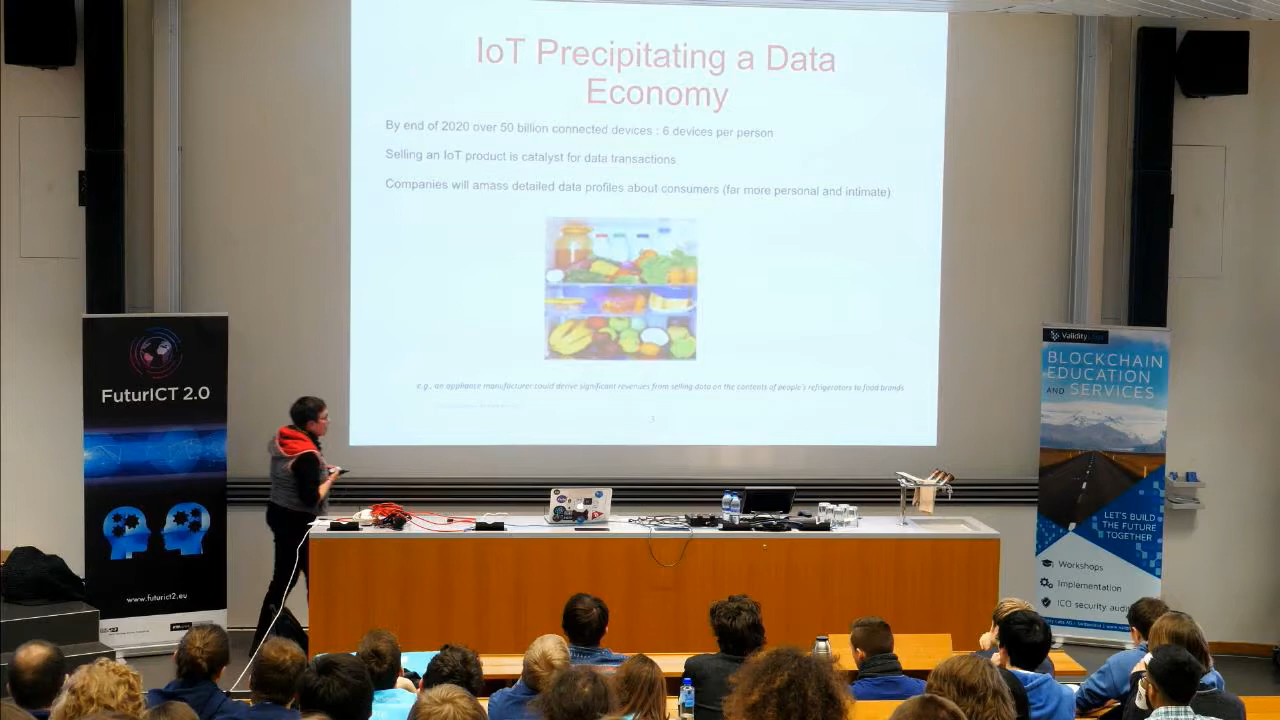 IoT Precipitating a Data
Economy
By end of 2020 over 50 billion connected devices : 6 devices per person
Selling an IoT product is catalyst for data transactions
Companies will amass detailed data profiles about consumers (far more personal and intimate)
e.g., an appliance manufacturer could derive significant revenues from selling data on the contents of people's refrigerators to food brands
3
FuturICT 2.0
www.futurict2.eu
Validity
BLOCKCHAIN
EDUCATION
AND SERVICES
LET'S BUILD
THE FUTURE
TOGETHER
Workshops
Implementation
ICO security